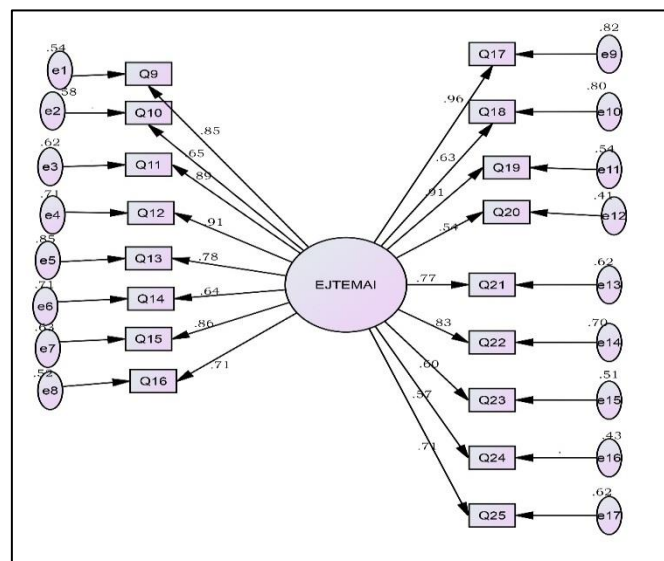 .54
e1
Q9
.58
e2
Q10
.62
e3
Q11
.71
e4
Q12
.85
e5
Q13
.71
e6
Q14
.63
e7
Q15
.52
e8
Q16
.85
.65
.89
.91
.78
.64
.86
.71
EJTEMAI
.96
.63
.91
.54
.77
.83
.60
.57
.71
Q17
.82
e9
Q18
.80
e10
Q19
.54
e11
Q20
.41
e12
Q21
.62
e13
Q22
.70
e14
Q23
.51
e15
Q24
.43
e16
Q25
.62
e17